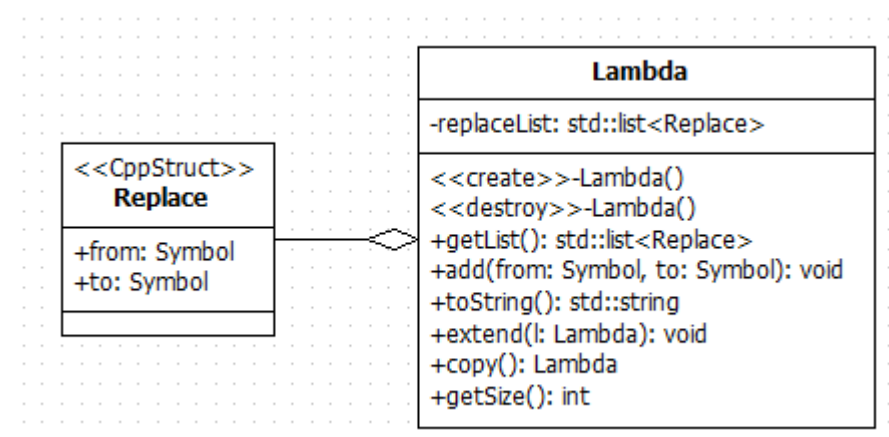 <<CppStruct>>
Replace
+from: Symbol
+to: Symbol
Lambda
-replaceList: std::list<Replace>
<<create>>-Lambda()
<<destroy>>-Lambda()
+getList(): std::list<Replace>
+add(from: Symbol, to: Symbol): void
+toString(): std::string
+extend(l: Lambda): void
+copy(): Lambda
+getSize(): int